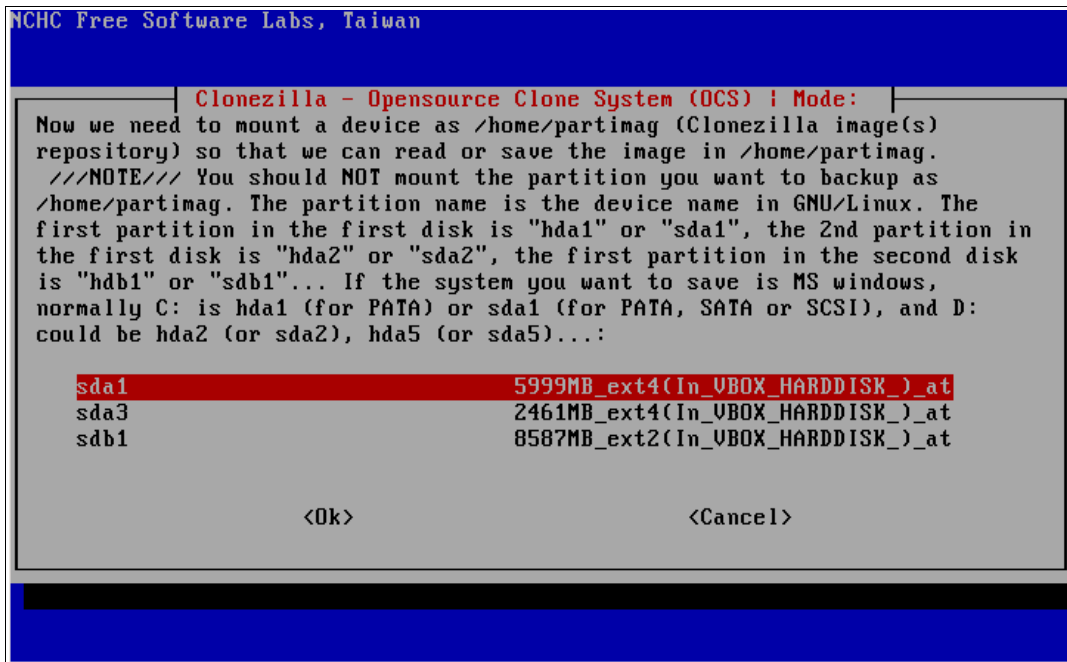 NCHC Free Software Labs, Taiwan
Clonezilla - Opensource Clone System (OCS) | Mode:
Now we need to mount a device as /home/partimag (Clonezilla image(s)
repository) so that we can read or save the image in /home/partimag.
///NOTE/// You should NOT mount the partition you want to backup as
/home/partimag. The partition name is the device name in GNU/Linux. The
first partition in the first disk is "hda1" or "sda1", the 2nd partition in
the first disk is "hda2" or "sda2", the first partition in the second disk
is "hdb1" or "sdb1"... If the system you want to save is MS windows,
normally C: is hda1 (for PATA) or sda1 (for PATA, SATA or SCSI), and D:
could be hda2 (or sda2), hda5 (or sda5)...:
sda1 5999MB_ext4(In_VBOX_HARDDISK_)_at
sda3 2461MB_ext4(In_VBOX_HARDDISK_)_at
sdb1 8587MB_ext2(In_VBOX_HARDDISK_)_at
<Ok> <Cancel>